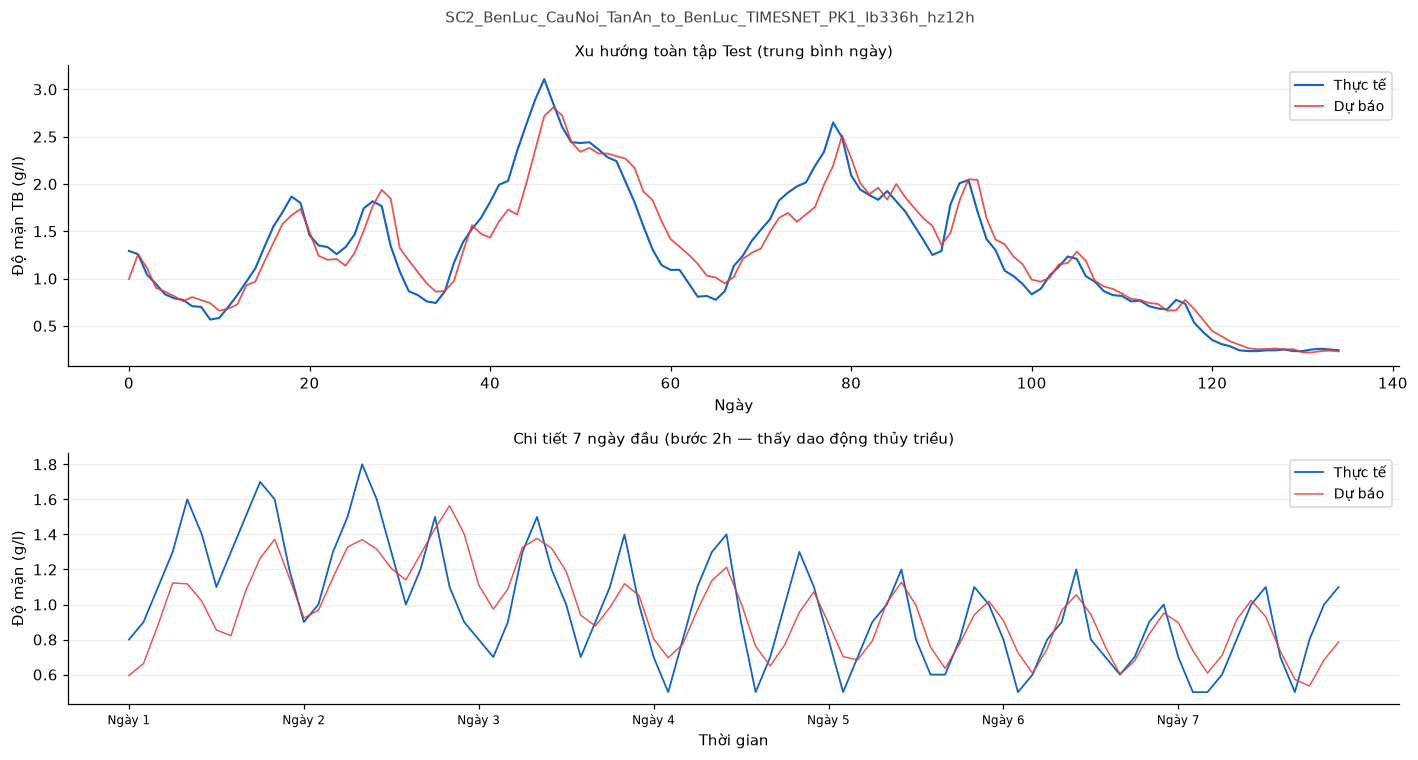 SC2_BenLuc_CauNoi_TanAn_to_BenLuc_TIMESNET_PK1_lb336h_hz12h
Xu hướng toàn tập Test (trung bình ngày)
Độ mặn TB (g/l)
3.0
2.5
2.0
1.5
1.0
0.5
Thực tế
Dự báo
0 20 40 60 80 100 120 140
Ngày
Chi tiết 7 ngày đầu (bước 2h — thấy dao động thủy triều)
Độ mặn (g/l)
1.8
1.6
1.4
1.2
1.0
0.8
0.6
Thực tế
Dự báo
Ngày 1 Ngày 2 Ngày 3 Ngày 4 Ngày 5 Ngày 6 Ngày 7
Thời gian